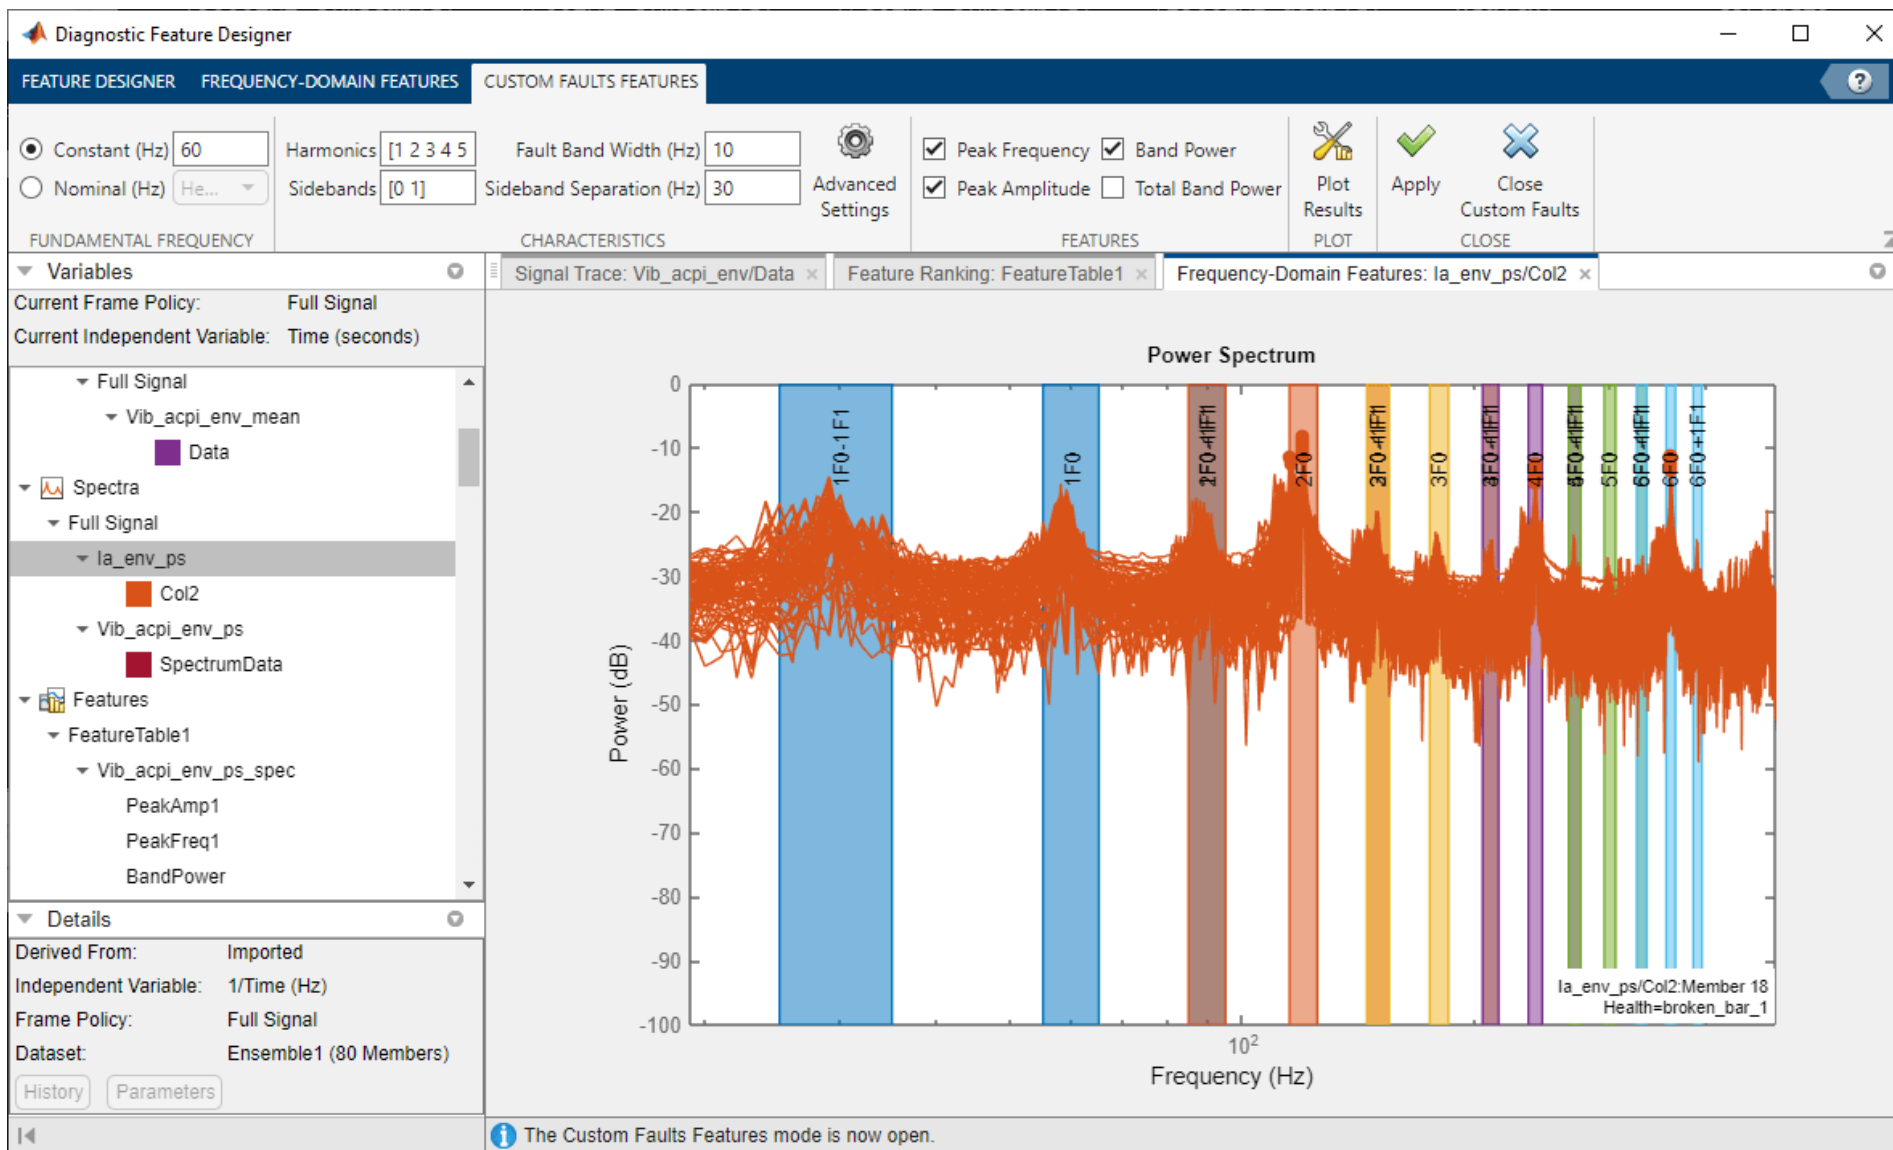 Diagnostic Feature Designer
FEATURE DESIGNER FREQUENCY-DOMAIN FEATURES CUSTOM FAULTS FEATURES
Constant (Hz) 60 Harmonics [1 2 3 4 5 Fault Band Width (Hz) 10 Peak Frequency Band Power
Nominal (Hz) He... Sidebands [0 1] Sideband Separation (Hz) 30 Advanced Settings Peak Amplitude Total Band Power Plot Results Apply Close Custom Faults
FUNDAMENTAL FREQUENCY CHARACTERISTICS FEATURES PLOT CLOSE
Variables
Current Frame Policy: Full Signal
Current Independent Variable: Time (seconds)
Full Signal
Vib_acpi_env_mean
Data
Spectra
Full Signal
Ia_env_ps
Col2
Vib_acpi_env_ps
SpectrumData
Features
FeatureTable1
Vib_acpi_env_ps_spec
PeakAmp1
PeakFreq1
BandPower
Details
Derived From: Imported
Independent Variable: 1/Time (Hz)
Frame Policy: Full Signal
Dataset: Ensemble1 (80 Members)
History Parameters
Signal Trace: Vib_acpi_env/Data Feature Ranking: FeatureTable1 Frequency-Domain Features: Ia_env_ps/Col2
Power Spectrum
0
-10
-20
-30
-40
-50
-60
-70
-80
-90
-100
Power (dB)
1F0-1F1
1F0
2F0
3F0
4F0
5F0
6F0
6F0+1F1
Ia_env_ps/Col2:Member 18
Health=broken_bar_1
10²
Frequency (Hz)
The Custom Faults Features mode is now open.